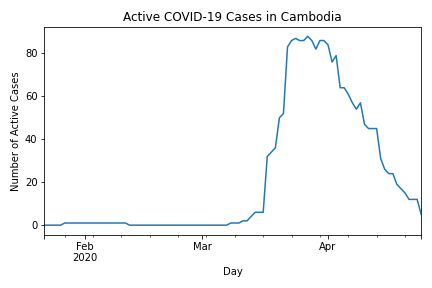 Active COVID-19 Cases in Cambodia
Number of Active Cases
80
60
40
20
0
Feb
2020
Mar
Apr
Day